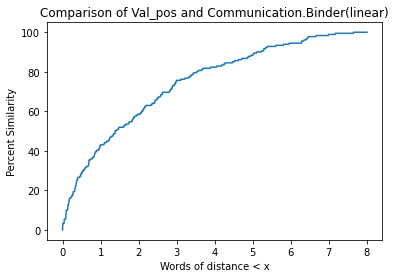 Comparison of Val_pos and Communication.Binder(linear)
100
80
60
40
20
0
Percent Similarity
0 1 2 3 4 5 6 7 8
Words of distance < x